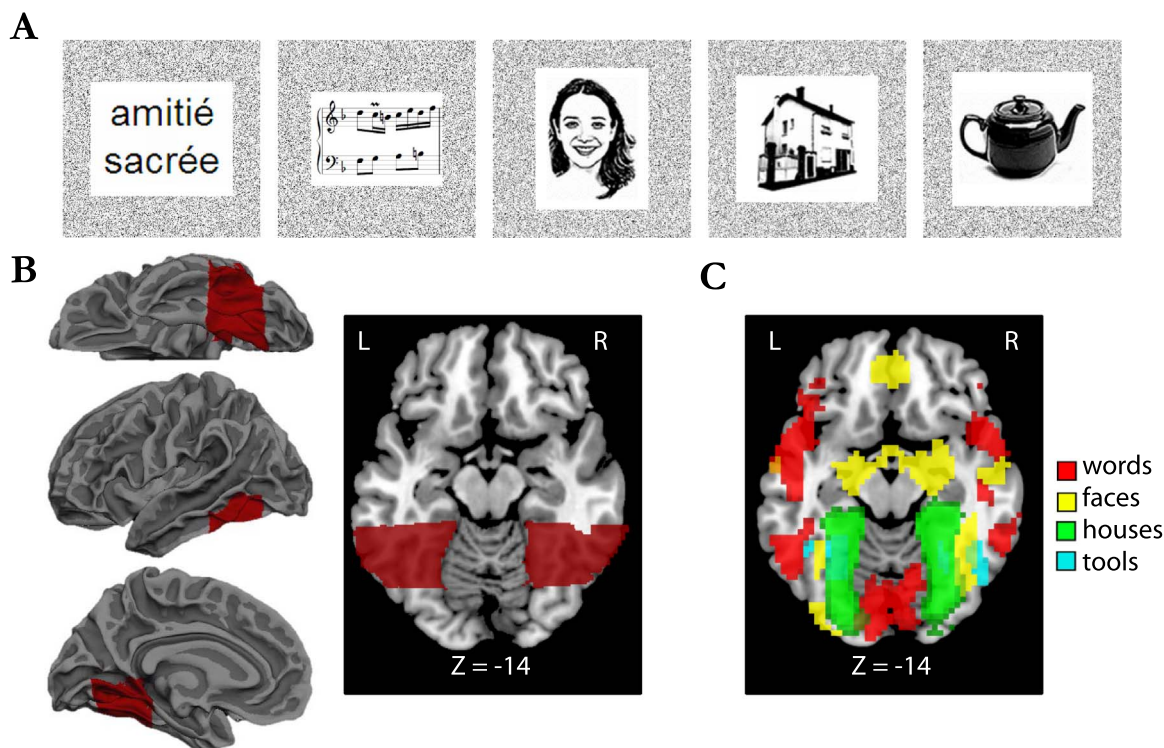 A
amitié
sacrée
B
C
L R
Z = -14
L R
Z = -14
words
faces
houses
tools